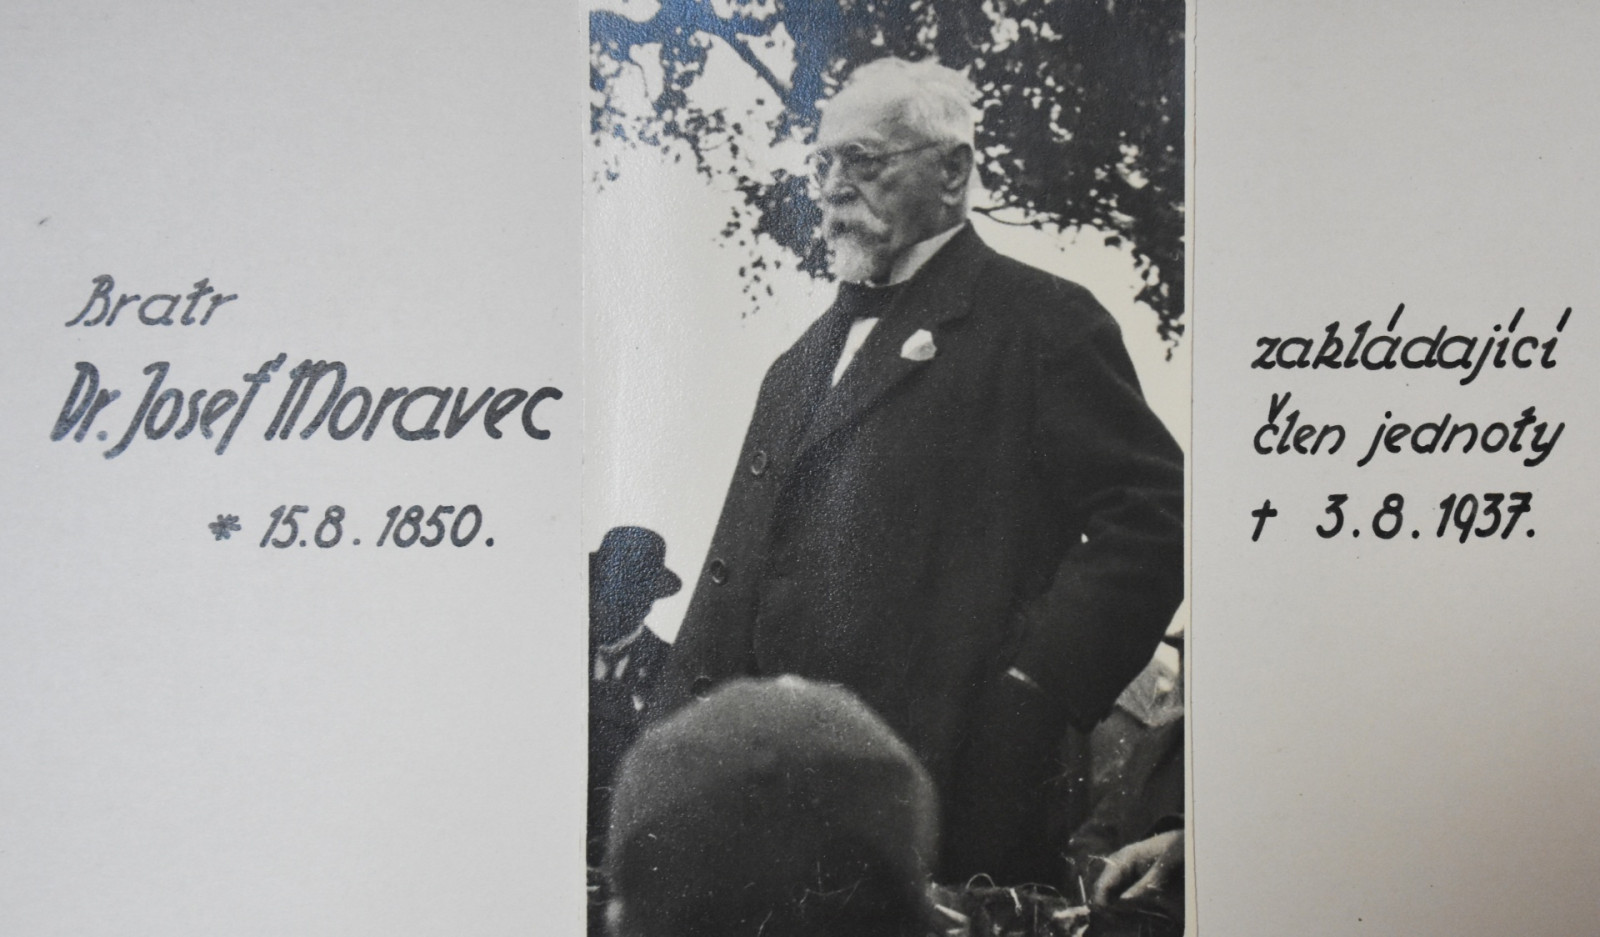 Bratr
Dr. Josef Moravec
* 15.8.1850.
zakládající
člen jednoty
† 3.8.1937.